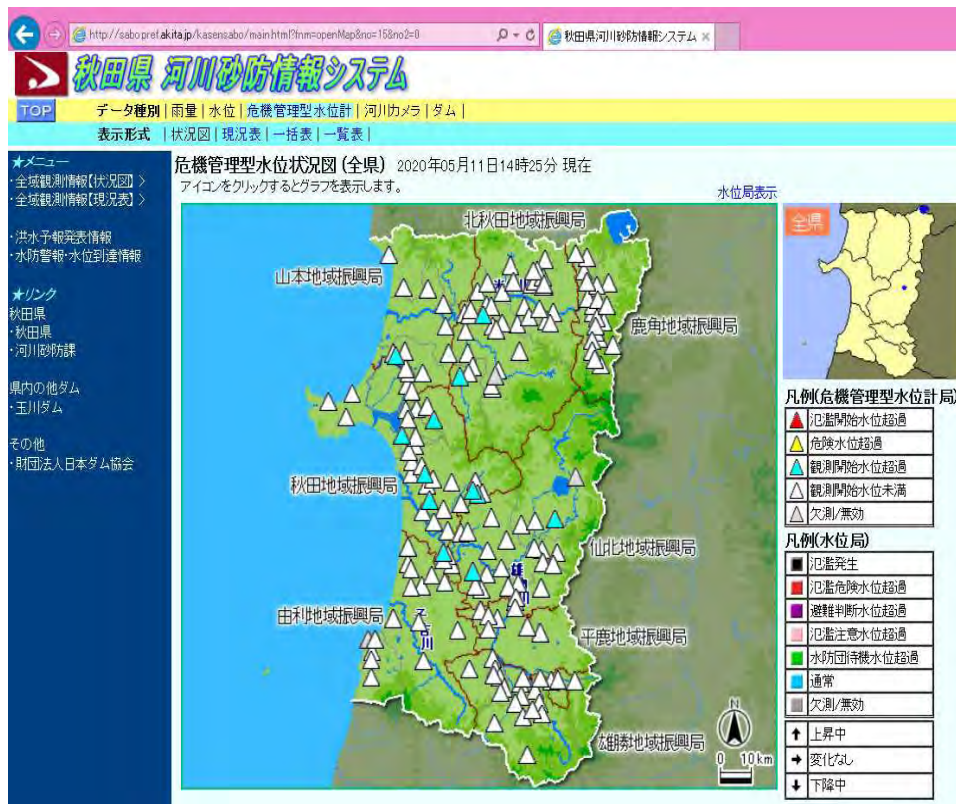 http://sabo.pref.akita.jp/kasensabo/main.html?fnm=openMap&no=15&no2=0
秋田県河川砂防情報システム ×
秋田県 河川砂防情報システム
TOP データ種別 | 雨量 | 水位 | 危機管理型水位計 | 河川カメラ | ダム |
表示形式 | 状況図 | 現況表 | 一括表 | 一覧表 |
★メニュー
・全域観測情報【状況図】 >
・全域観測情報【現況表】 >
・洪水予報発表情報
・水防警報・水位到達情報
★リンク
秋田県
・秋田県
・河川砂防課
県内の他ダム
・玉川ダム
その他
・財団法人日本ダム協会
危機管理型水位状況図 (全県) 2020年05月11日14時25分 現在
アイコンをクリックするとグラフを表示します。
水位局表示
北秋田地域振興局
山本地域振興局
米
鹿角地域振興局
秋田地域振興局
仙北地域振興局
雄
由利地域振興局
子
吉
川
平鹿地域振興局
雄勝地域振興局
N
0 10km
全県
凡例(危機管理型水位計局)
氾濫開始水位超過
危険水位超過
観測開始水位超過
観測開始水位未満
欠測/無効
凡例(水位局)
氾濫発生
氾濫危険水位超過
避難判断水位超過
氾濫注意水位超過
水防団待機水位超過
通常
欠測/無効
↑ 上昇中
→ 変化なし
↓ 下降中